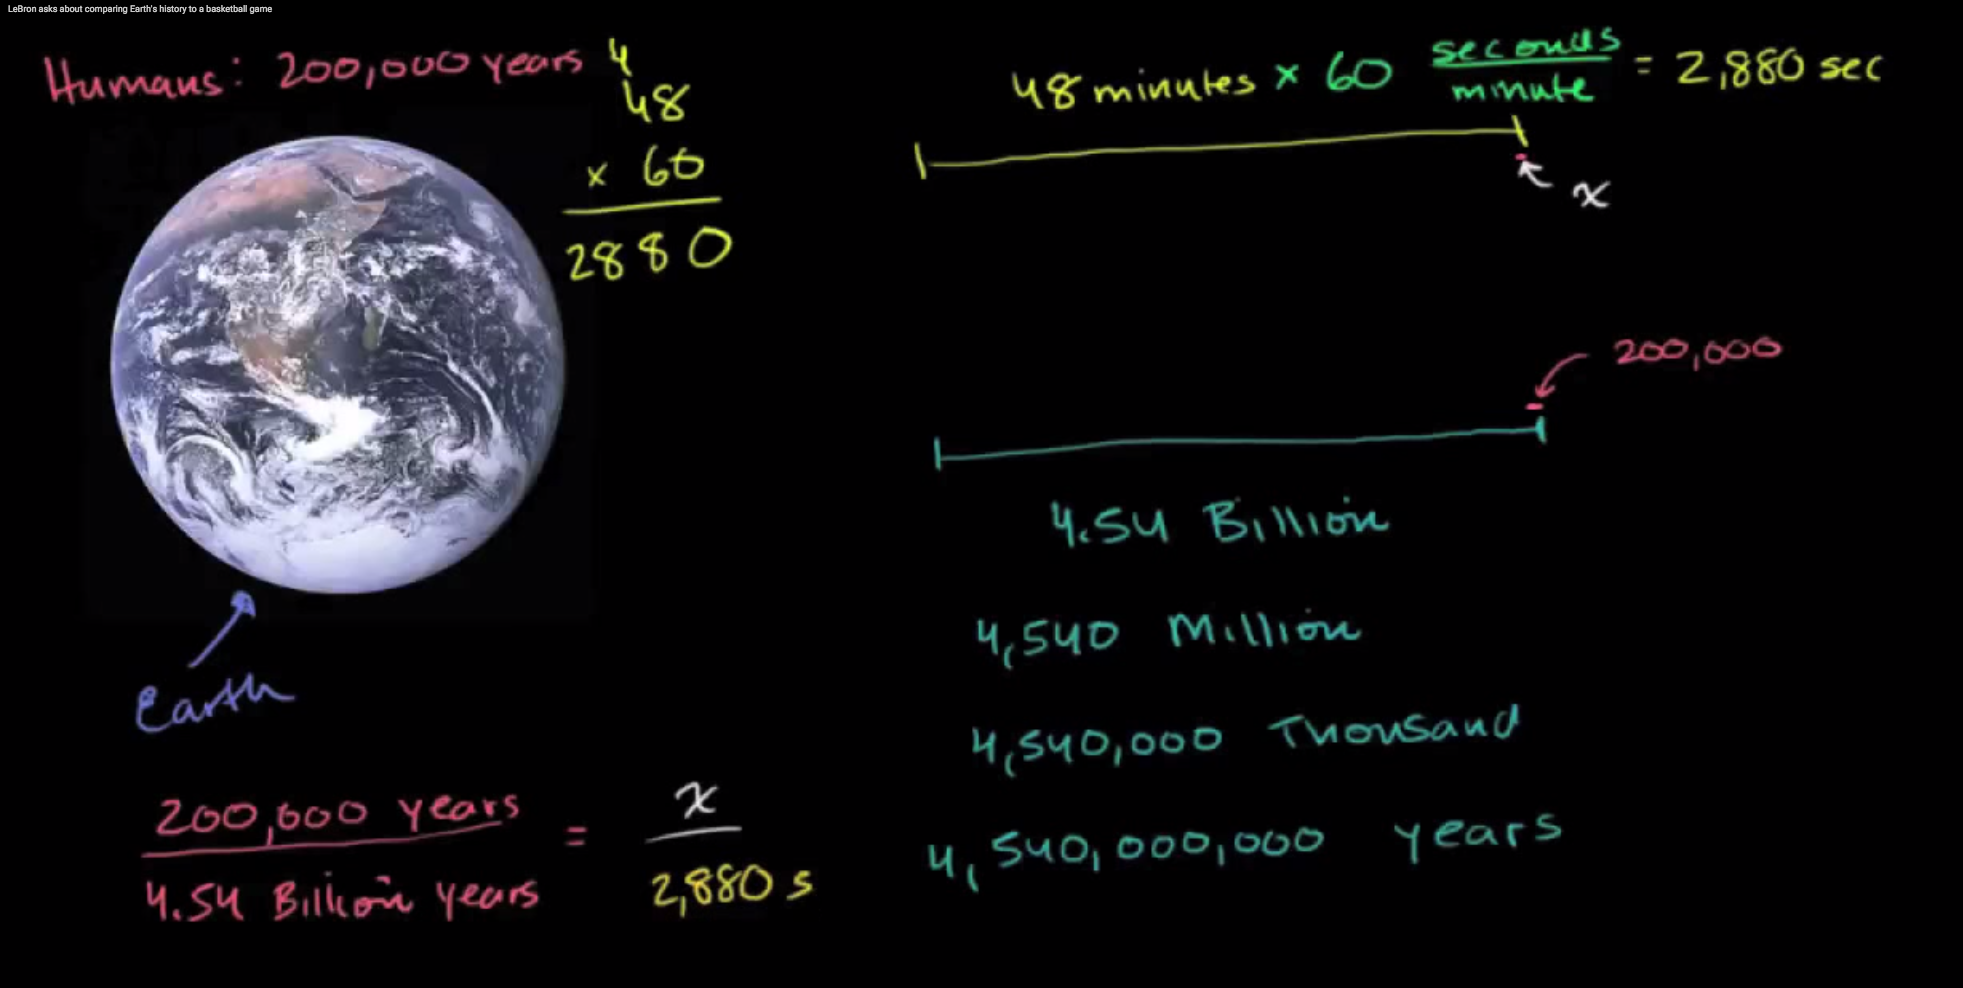 LeBron asks about comparing Earth's history to a basketball game
Humans: 200,000 years
4
48
x 60
2880
48 minutes x 60 seconds/minute = 2,880 sec
x
200,000
4.54 Billion
4,540 Million
4,540,000 Thousand
4,540,000,000 years
Earth
200,000 years / 4.54 Billion years = x / 2,880 s